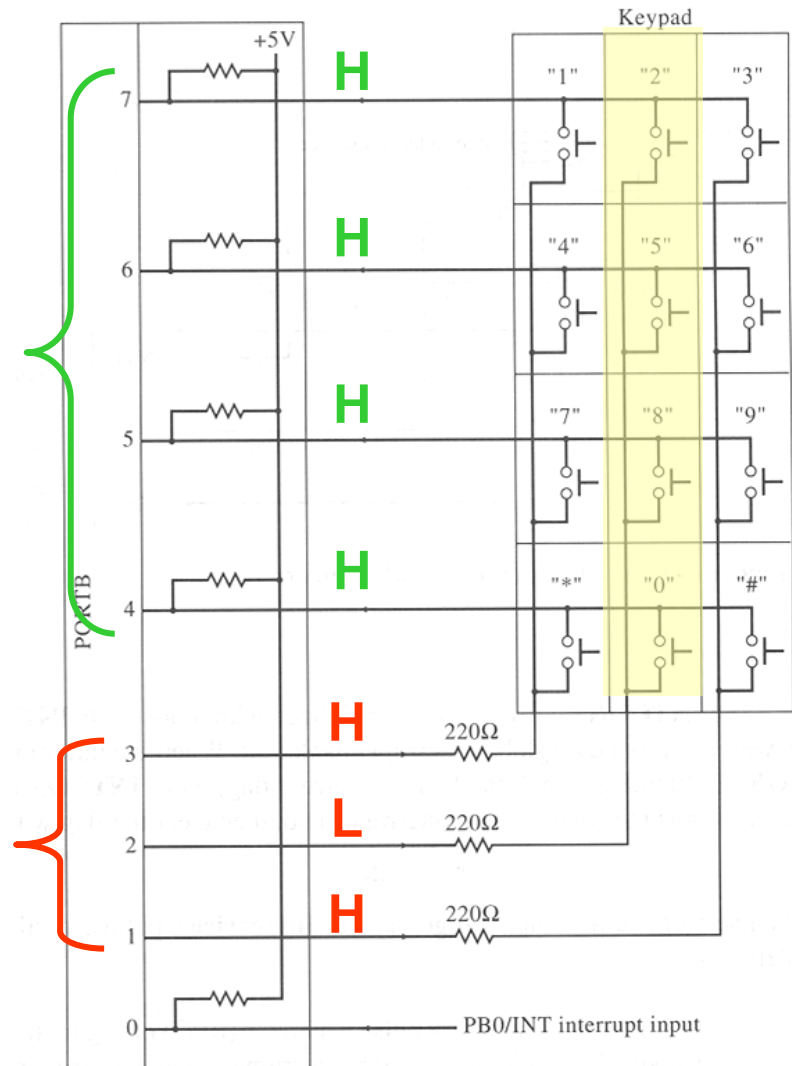 Keypad
+5V
H
7
"1" "2" "3"
H
6
"4" "5" "6"
H
5
"7" "8" "9"
H
PORTB
4
"*" "0" "#"
H
3
220Ω
L
2
220Ω
H
1
220Ω
0
PB0/INT interrupt input